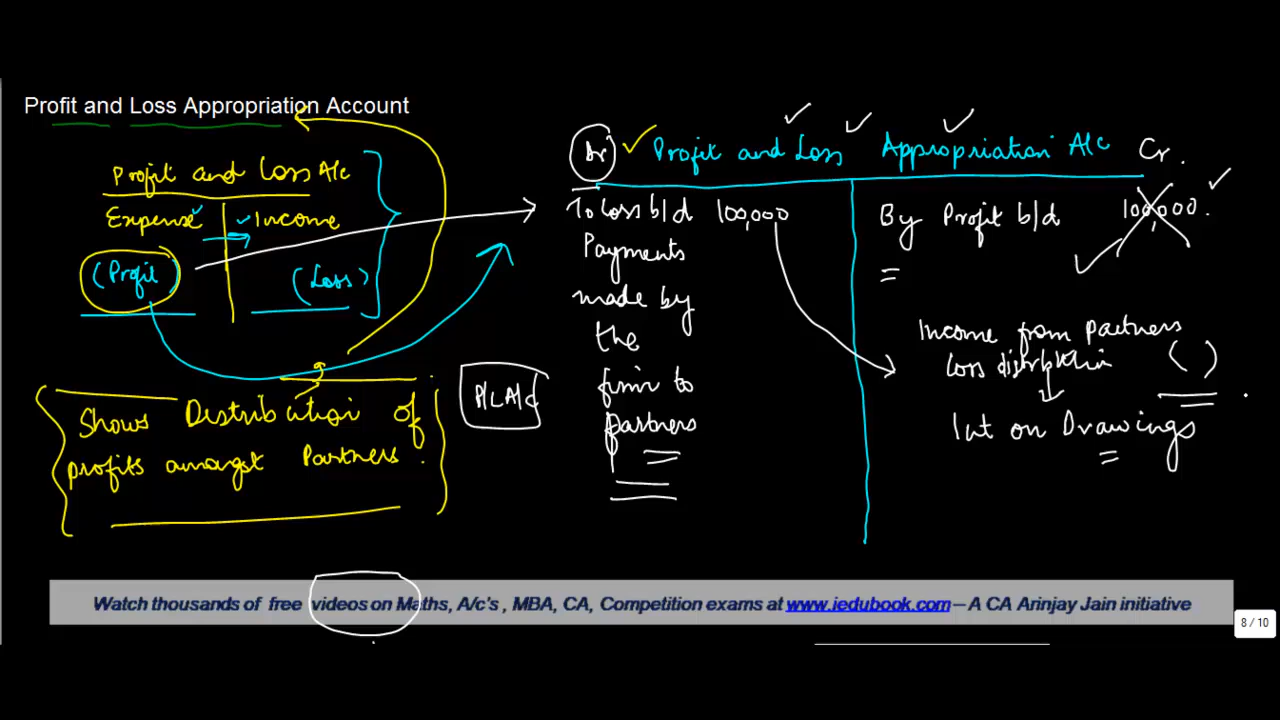 Profit and Loss Appropriation Account
Profit and Loss A/c
Expense Income
(Profit)
(Loss)
Shows Distribution of
profits amongst Partners.
P/L A/c
Dr Profit and Loss Appropriation A/c Cr.
To Loss b/d 100,000
Payments
made by
the
firm to
partners
By Profit b/d 100,000.
Income from partners
Loss distribution ( )
Int on Drawings
Watch thousands of free videos on Maths, A/c's , MBA, CA, Competition exams at www.iedubook.com – A CA Arinjay Jain initiative
8 / 10